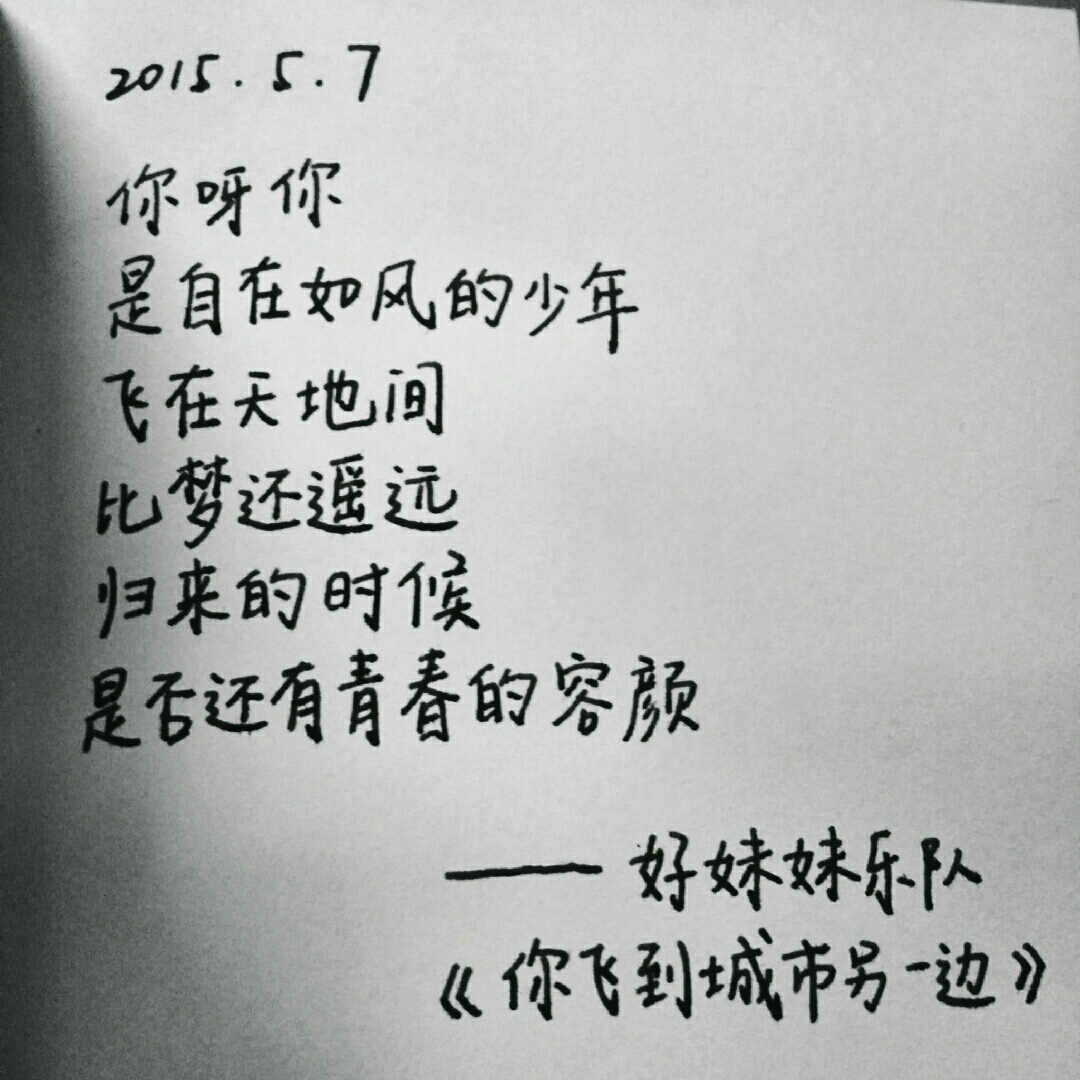 2015.5.7
你呀你
是自在如风的少年
飞在天地间
比梦还遥远
归来的时候
是否还有青春的容颜
——好妹妹乐队
《你飞到城市另一边》